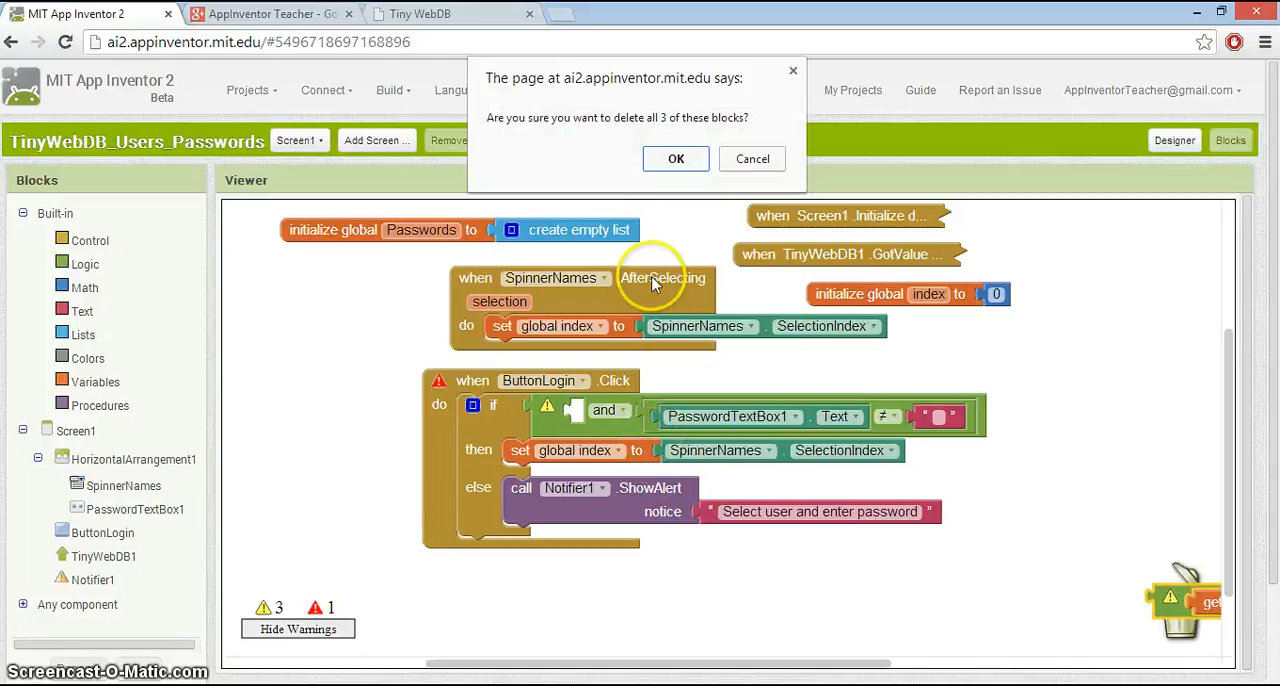 MIT App Inventor 2
AppInventor Teacher - Go
Tiny WebDB
ai2.appinventor.mit.edu/#5496718697168896
The page at ai2.appinventor.mit.edu says:
Are you sure you want to delete all 3 of these blocks?
OK
Cancel
MIT App Inventor 2
Beta
Projects
Connect
Build
Langu
My Projects
Guide
Report an Issue
AppInventorTeacher@gmail.com
TinyWebDB_Users_Passwords
Screen1
Add Screen ...
Remove
Designer
Blocks
Blocks
Viewer
Built-in
Control
Logic
Math
Text
Lists
Colors
Variables
Procedures
Screen1
HorizontalArrangement1
SpinnerNames
PasswordTextBox1
ButtonLogin
TinyWebDB1
Notifier1
Any component
initialize global Passwords to create empty list
when Screen1 .Initialize d...
when TinyWebDB1 .GotValue ...
initialize global index to 0
when SpinnerNames .AfterSelecting
selection
do set global index to SpinnerNames . SelectionIndex
when ButtonLogin .Click
do if and PasswordTextBox1 . Text ≠ " "
then set global index to SpinnerNames . SelectionIndex
else call Notifier1 .ShowAlert
notice " Select user and enter password "
get
3 1
Hide Warnings
Screencast-O-Matic.com